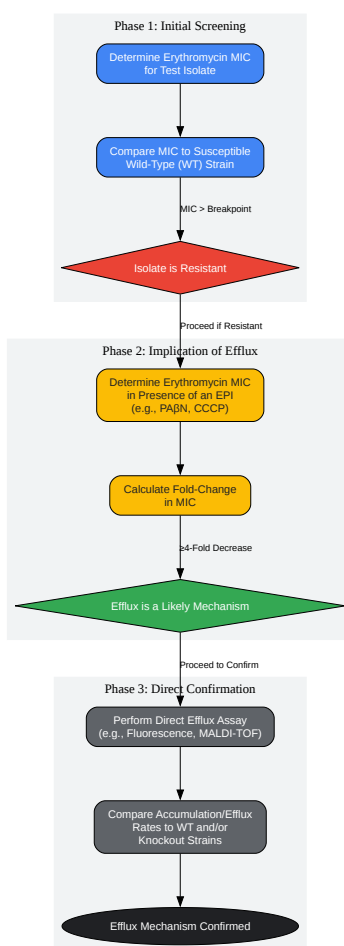 Phase 1: Initial Screening
Determine Erythromycin MIC
for Test Isolate
Compare MIC to Susceptible
Wild-Type (WT) Strain
MIC > Breakpoint
Isolate is Resistant
Proceed if Resistant
Phase 2: Implication of Efflux
Determine Erythromycin MIC
in Presence of an EPI
(e.g., PAβN, CCCP)
Calculate Fold-Change
in MIC
≥4-Fold Decrease
Efflux is a Likely Mechanism
Proceed to Confirm
Phase 3: Direct Confirmation
Perform Direct Efflux Assay
(e.g., Fluorescence, MALDI-TOF)
Compare Accumulation/Efflux
Rates to WT and/or
Knockout Strains
Efflux Mechanism Confirmed